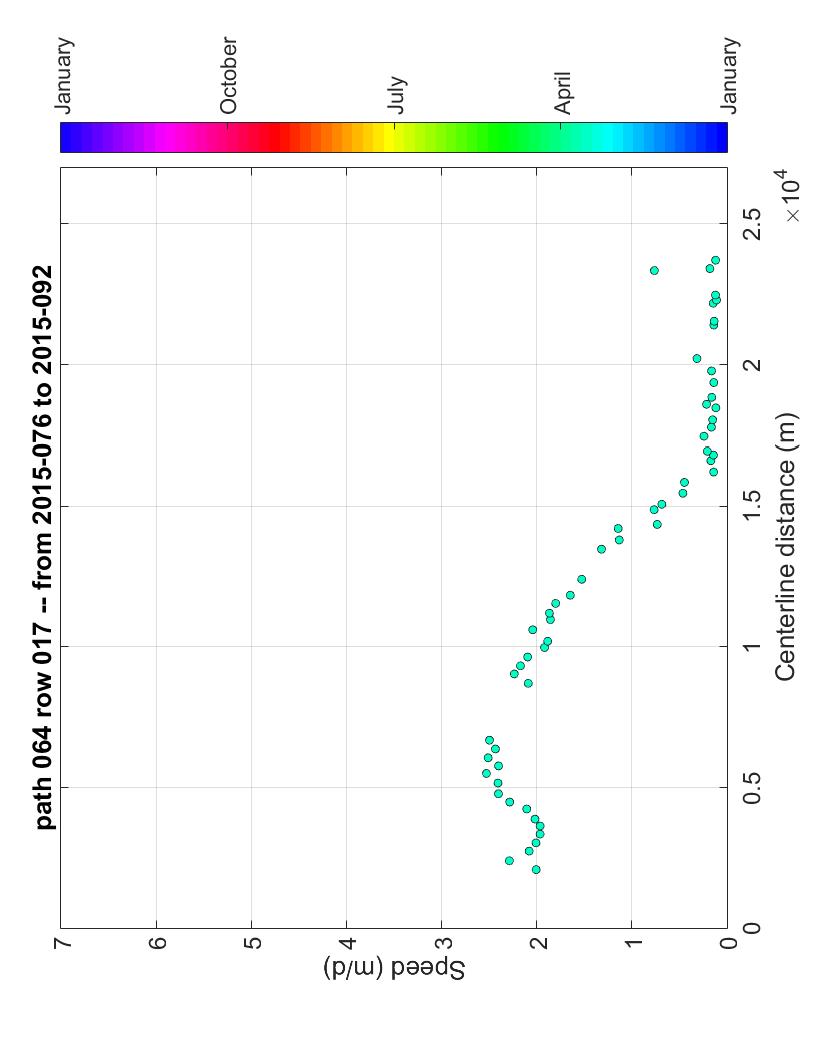 path 064 row 017 -- from 2015-076 to 2015-092
7
6
5
4
3
2
1
0
Speed (m/d)
0
0.5
1
1.5
2
2.5
×10^4
Centerline distance (m)
January
October
July
April
January